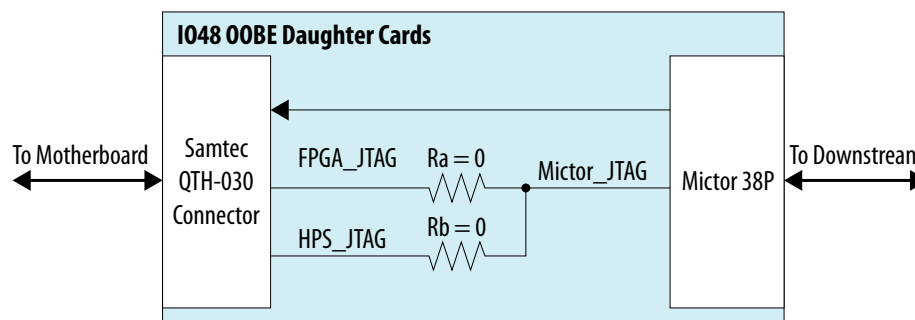 IO48 OOBE Daughter Cards
To Motherboard
Samtec
QTH-030
Connector
FPGA_JTAG
Ra = 0
Mictor_JTAG
HPS_JTAG
Rb = 0
Mictor 38P
To Downstream